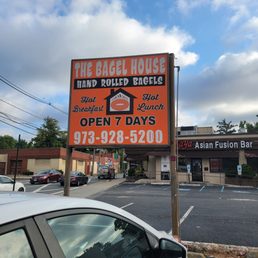 THE BAGEL HOUSE
HAND ROLLED BAGELS
Hot Hot
Breakfast Lunch
OPEN 7 DAYS
973-928-5200
Asian Fusion Bar